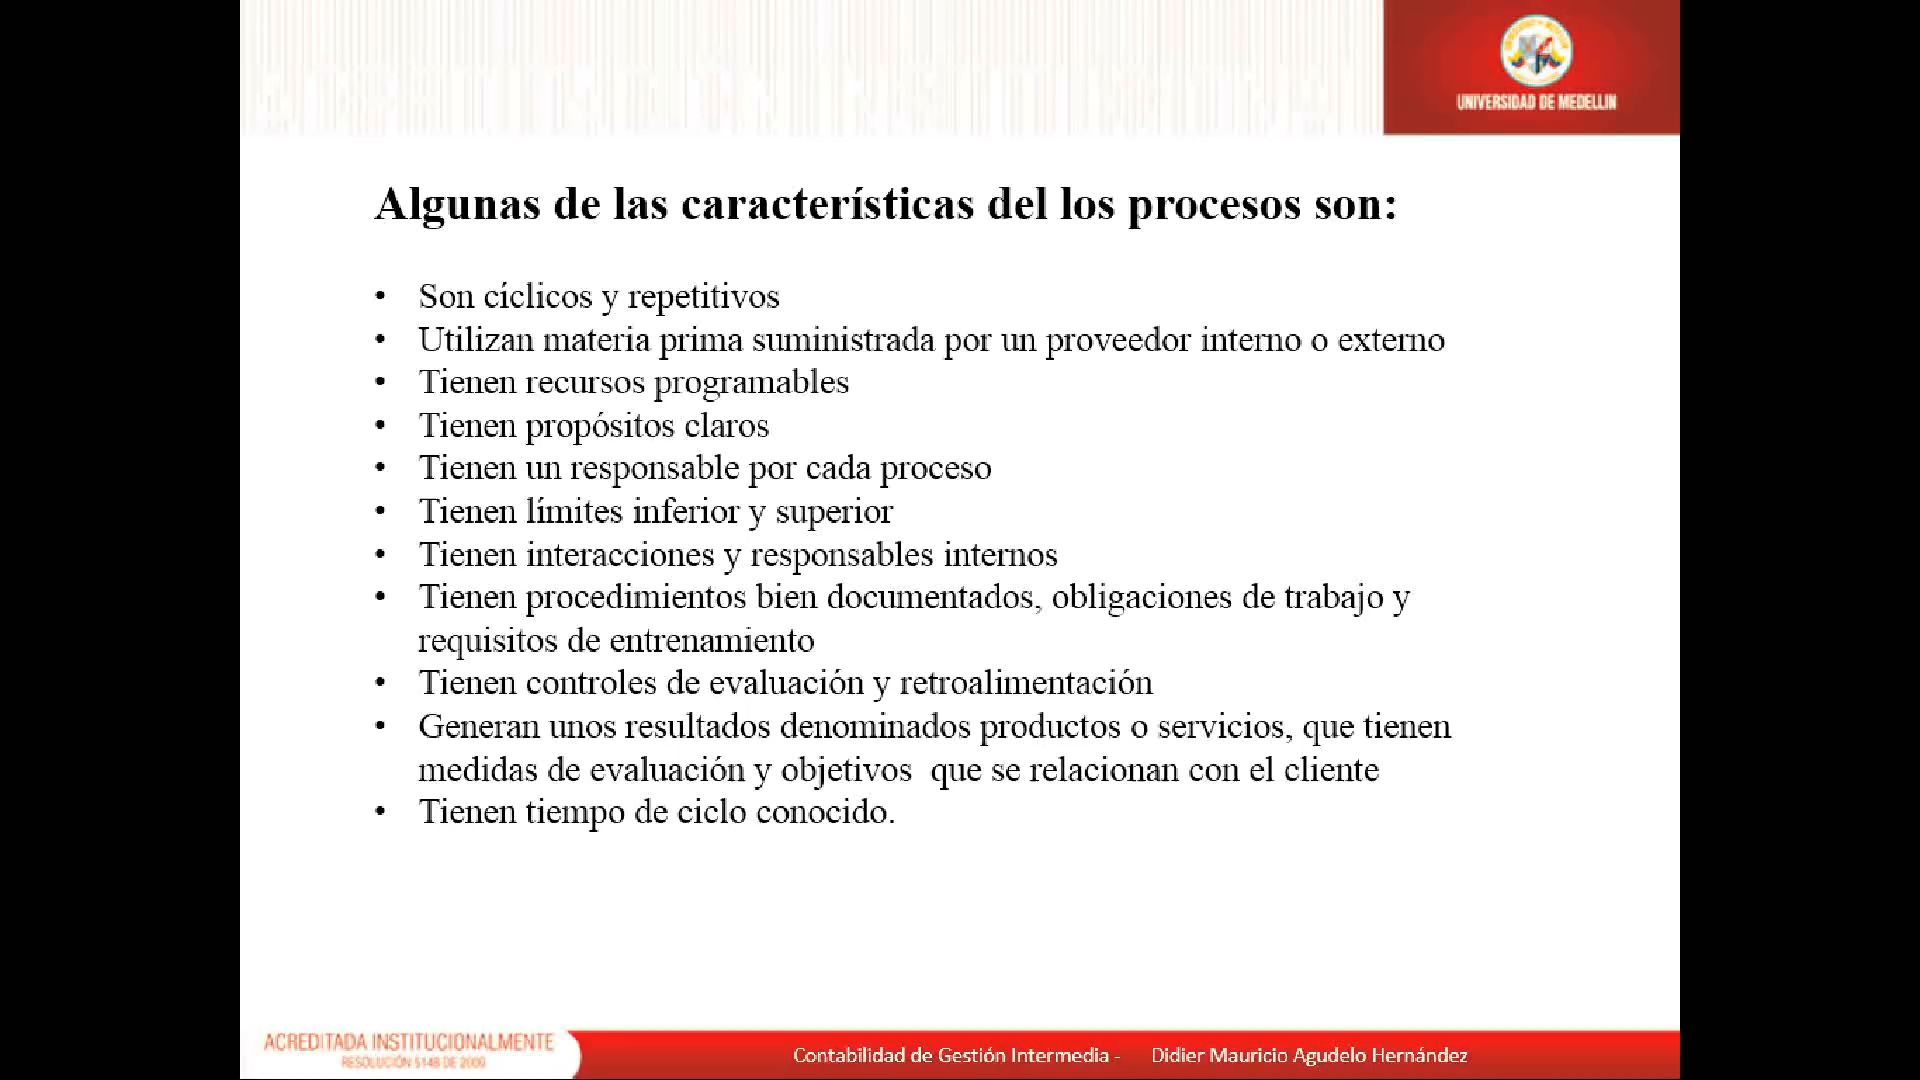 UNIVERSIDAD DE MEDELLIN
Algunas de las características del los procesos son:
• Son cíclicos y repetitivos
• Utilizan materia prima suministrada por un proveedor interno o externo
• Tienen recursos programables
• Tienen propósitos claros
• Tienen un responsable por cada proceso
• Tienen límites inferior y superior
• Tienen interacciones y responsables internos
• Tienen procedimientos bien documentados, obligaciones de trabajo y
requisitos de entrenamiento
• Tienen controles de evaluación y retroalimentación
• Generan unos resultados denominados productos o servicios, que tienen
medidas de evaluación y objetivos que se relacionan con el cliente
• Tienen tiempo de ciclo conocido.
ACREDITADA INSTITUCIONALMENTE
RESOLUCIÓN 5148 DE 2009
Contabilidad de Gestión Intermedia - Didier Mauricio Agudelo Hernández